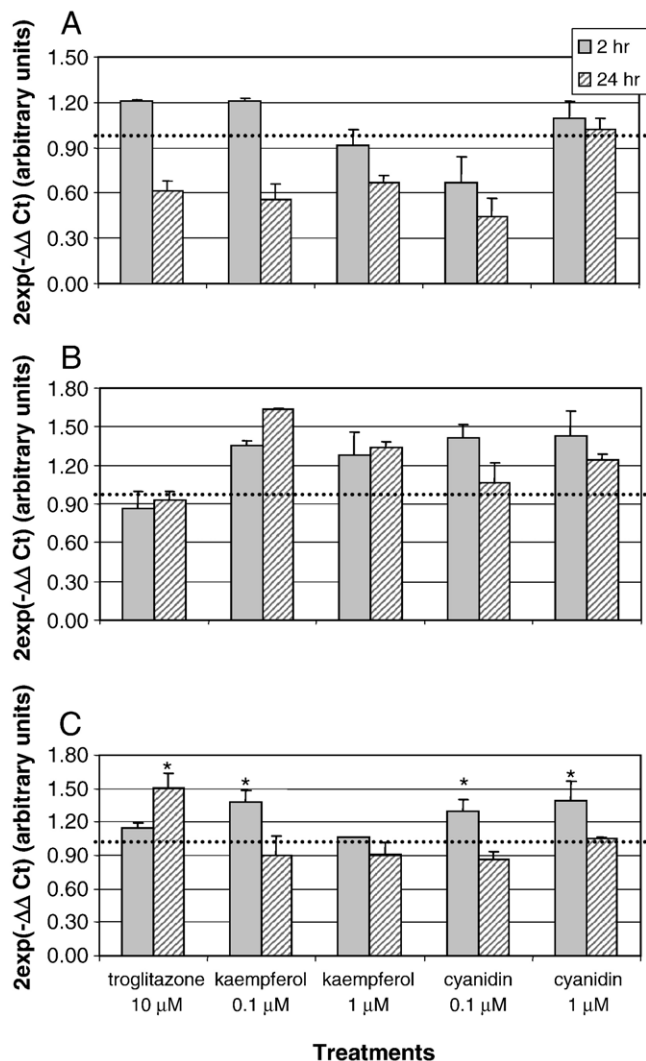 A
2 hr
24 hr
2exp(-ΔΔ Ct) (arbitrary units)
1.50
1.20
0.90
0.60
0.30
0.00
B
2exp(-ΔΔ Ct) (arbitrary units)
1.80
1.50
1.20
0.90
0.60
0.30
0.00
C
2exp(-ΔΔ Ct) (arbitrary units)
1.80
1.50
1.20
0.90
0.60
0.30
0.00
* * * *
troglitazone kaempferol kaempferol cyanidin cyanidin
10 μM 0.1 μM 1 μM 0.1 μM 1 μM
Treatments